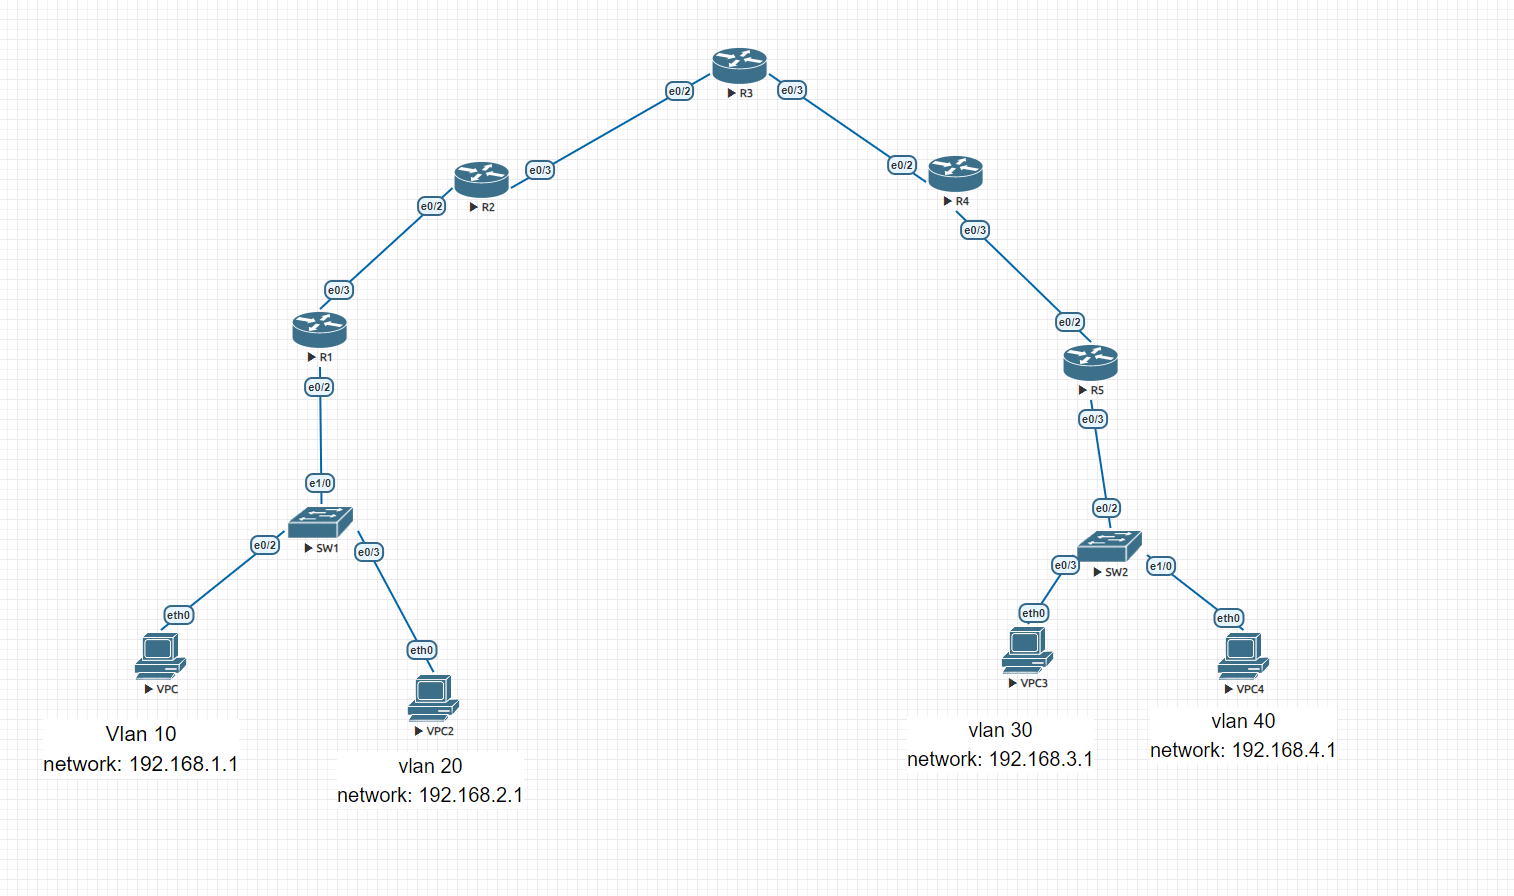 R3
e0/2
e0/3
R2
e0/3
e0/2
e0/2
R4
e0/3
e0/3
R1
e0/2
e0/2
R5
e0/3
e1/0
SW1
e0/2
e0/3
e0/2
SW2
e0/3
e1/0
eth0
VPC
eth0
VPC2
eth0
VPC3
eth0
VPC4
Vlan 10
network: 192.168.1.1
vlan 20
network: 192.168.2.1
vlan 30
network: 192.168.3.1
vlan 40
network: 192.168.4.1